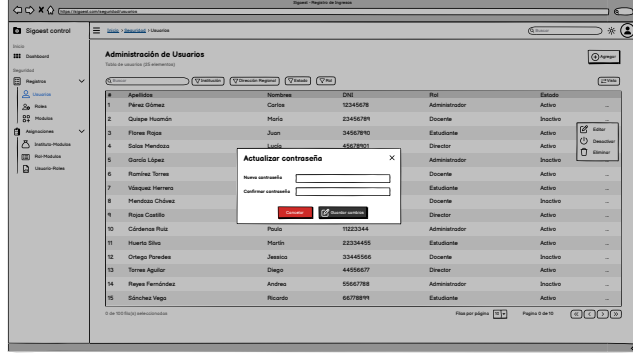 Sigoest - Registro de Ingresos
https://sigoest.com/seguridad/usuarios
Sigoest control
Inicio > Seguridad > Usuarios
Buscar
Inicio
Dashboard
Seguridad
Registros
Usuarios
Roles
Modulos
Asignaciones
Instituto-Modulos
Rol-Modulos
Usuario-Roles
Administración de Usuarios
Tabla de usuarios (25 elementos)
Agregar
Buscar
Institución
Dirección Regional
Estado
Rol
Vista
# Apellidos Nombres DNI Rol Estado
1 Pérez Gómez Carlos 12345678 Administrador Activo ...
2 Quispe Huamán María 23456789 Docente Inactivo ...
3 Flores Rojas Juan 34567890 Estudiante Activo
4 Salas Mendoza Lucía 45678901 Director Activo
5 García López Administrador Activo
6 Ramírez Torres Docente Inactivo ...
7 Vásquez Herrera Estudiante Activo ...
8 Mendoza Chávez Docente Inactivo ...
9 Rojas Castillo Director Activo ...
10 Cárdenas Ruiz Paula 11223344 Administrador Activo ...
11 Huerta Silva Martín 22334455 Estudiante Activo ...
12 Ortega Paredes Jessica 33445566 Docente Inactivo ...
13 Torres Aguilar Diego 44556677 Director Activo ...
14 Reyes Fernández Andrea 55667788 Administrador Inactivo ...
15 Sánchez Vega Ricardo 66778899 Estudiante Activo ...
Editar
Desactivar
Eliminar
Actualizar contraseña
Nueva contraseña
Confirmar contraseña
Cancelar
Guardar cambios
0 de 100 fila(s) seleccionadas
Filas por página 10
Pagina 0 de 10